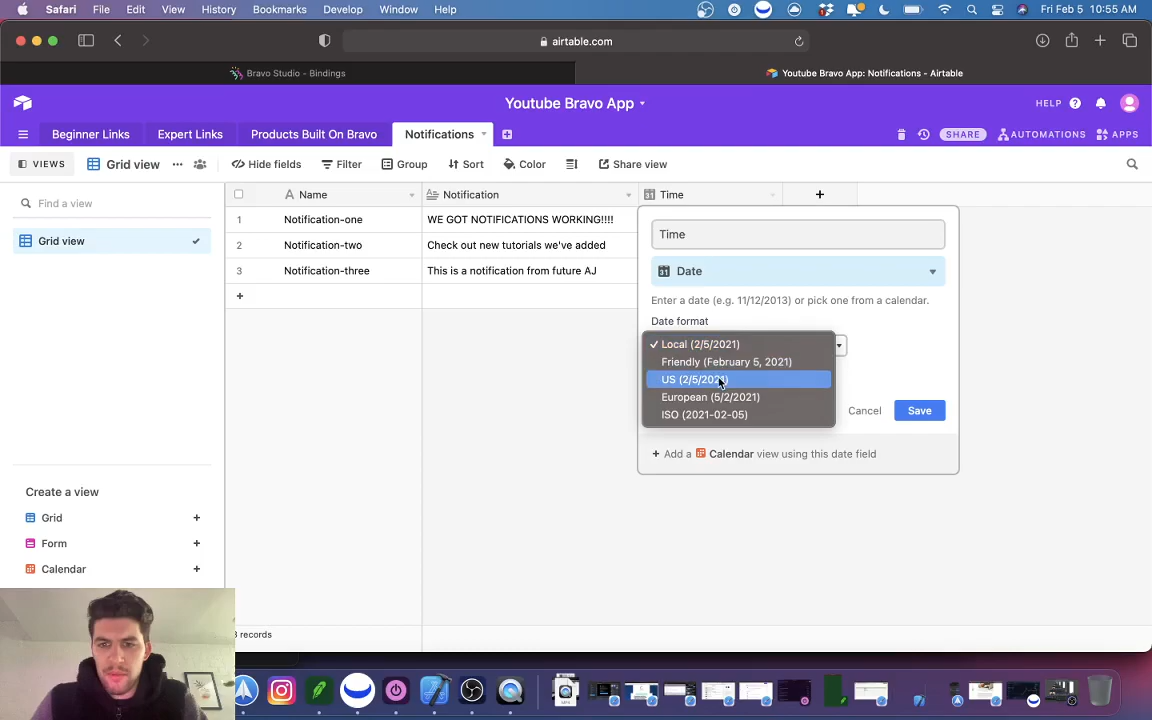 Safari File Edit View History Bookmarks Develop Window Help Fri Feb 5 10:55 AM
airtable.com
Bravo Studio - Bindings
Youtube Bravo App: Notifications - Airtable
Youtube Bravo App
HELP
Beginner Links
Expert Links
Products Built On Bravo
Notifications
SHARE
AUTOMATIONS
APPS
VIEWS
Grid view
Hide fields
Filter
Group
Sort
Color
Share view
Find a view
Grid view
Name
Notification
Time
1 Notification-one WE GOT NOTIFICATIONS WORKING!!!!
2 Notification-two Check out new tutorials we've added
3 Notification-three This is a notification from future AJ
Time
31 Date
Enter a date (e.g. 11/12/2013) or pick one from a calendar.
Date format
Local (2/5/2021)
Friendly (February 5, 2021)
US (2/5/2021)
European (5/2/2021)
ISO (2021-02-05)
Cancel
Save
Add a Calendar view using this date field
Create a view
Grid
Form
Calendar
records